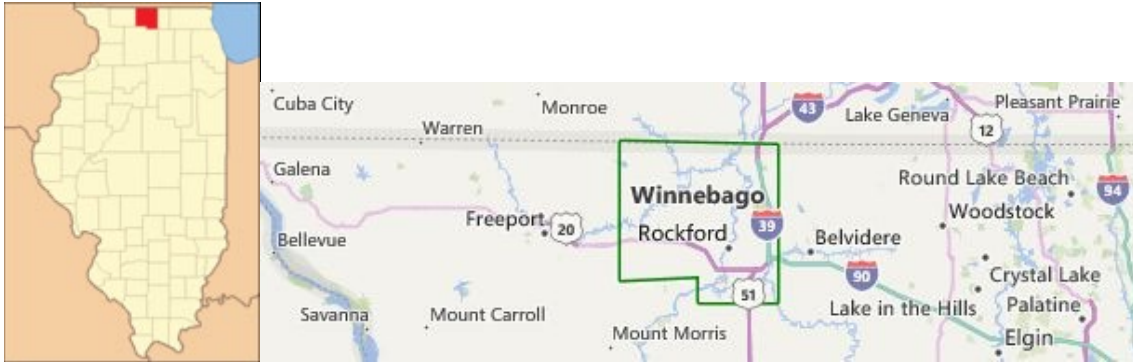 Cuba City
Monroe
43
Lake Geneva
Pleasant Prairie
Warren
12
Galena
Round Lake Beach
94
Winnebago
Woodstock
Freeport
20
Rockford
39
Belvidere
Bellevue
Crystal Lake
90
51
Lake in the Hills
Palatine
Savanna
Mount Carroll
Mount Morris
Elgin